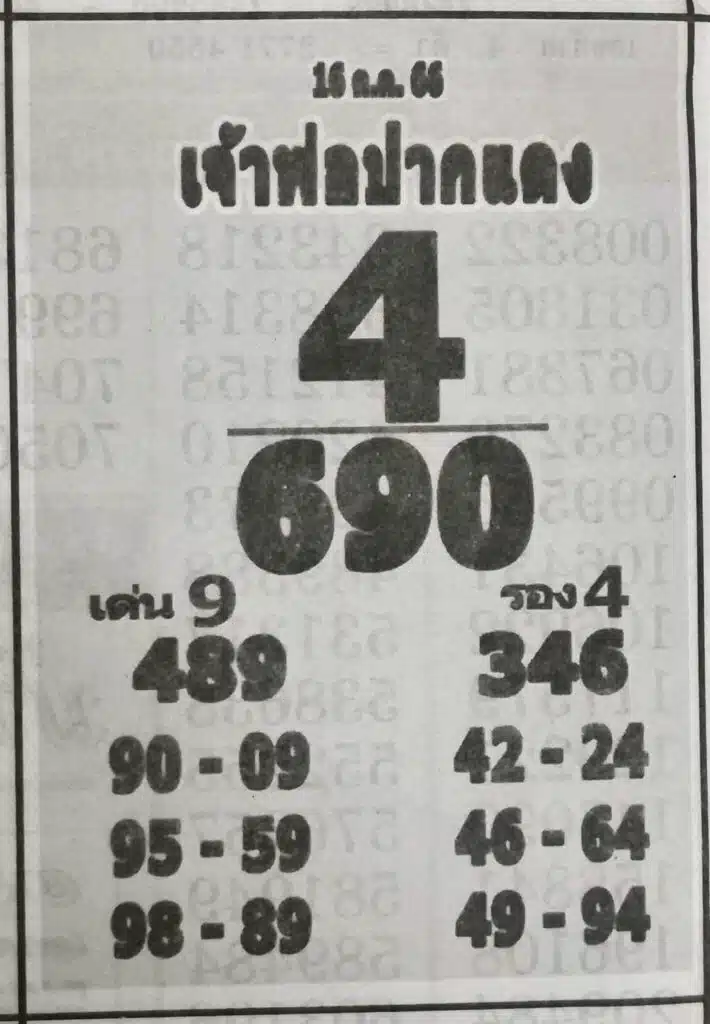 16 ก.ค. 66
เจ้าพ่อปากแดง
4
690
เด่น 9 รอง 4
489 346
90 - 09 42 - 24
95 - 59 46 - 64
98 - 89 49 - 94